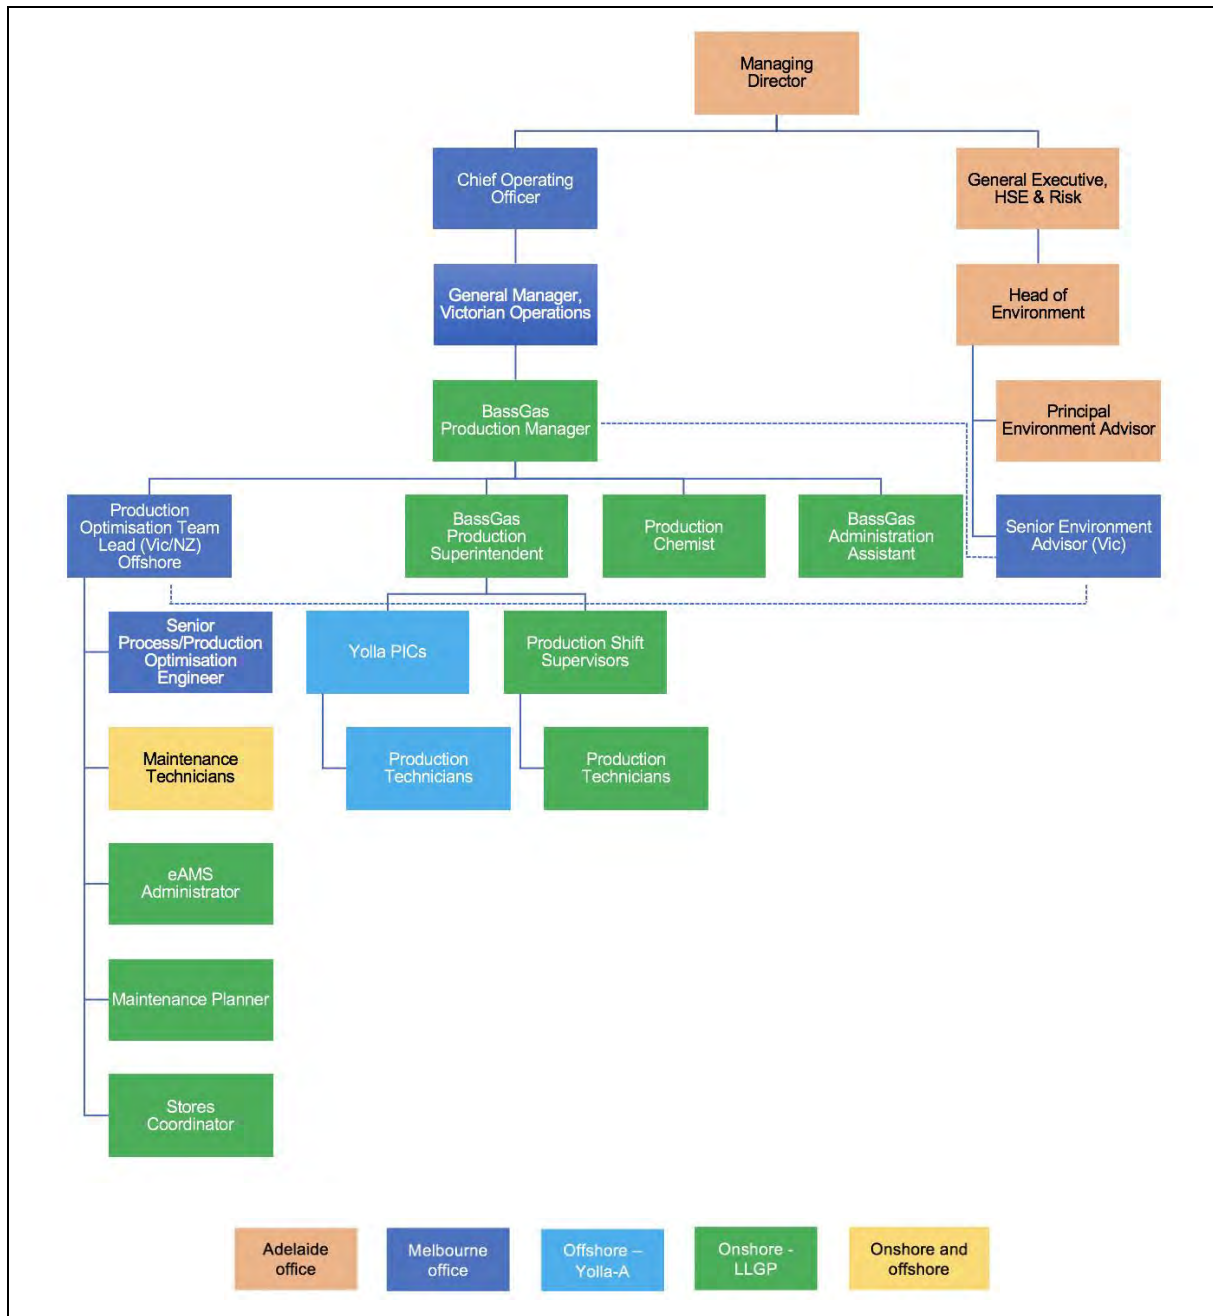 Managing
Director
Chief Operating
Officer
General Executive,
HSE & Risk
General Manager,
Victorian Operations
Head of
Environment
BassGas
Production Manager
Principal
Environment Advisor
Production
Optimisation Team
Lead (Vic/NZ)
Offshore
BassGas
Production
Superintendent
Production
Chemist
BassGas
Administration
Assistant
Senior Environment
Advisor (Vic)
Senior
Process/Production
Optimisation
Engineer
Yolla PICs
Production Shift
Supervisors
Maintenance
Technicians
Production
Technicians
Production
Technicians
eAMS
Administrator
Maintenance Planner
Stores
Coordinator
Adelaide
office
Melbourne
office
Offshore –
Yolla-A
Onshore -
LLGP
Onshore and
offshore